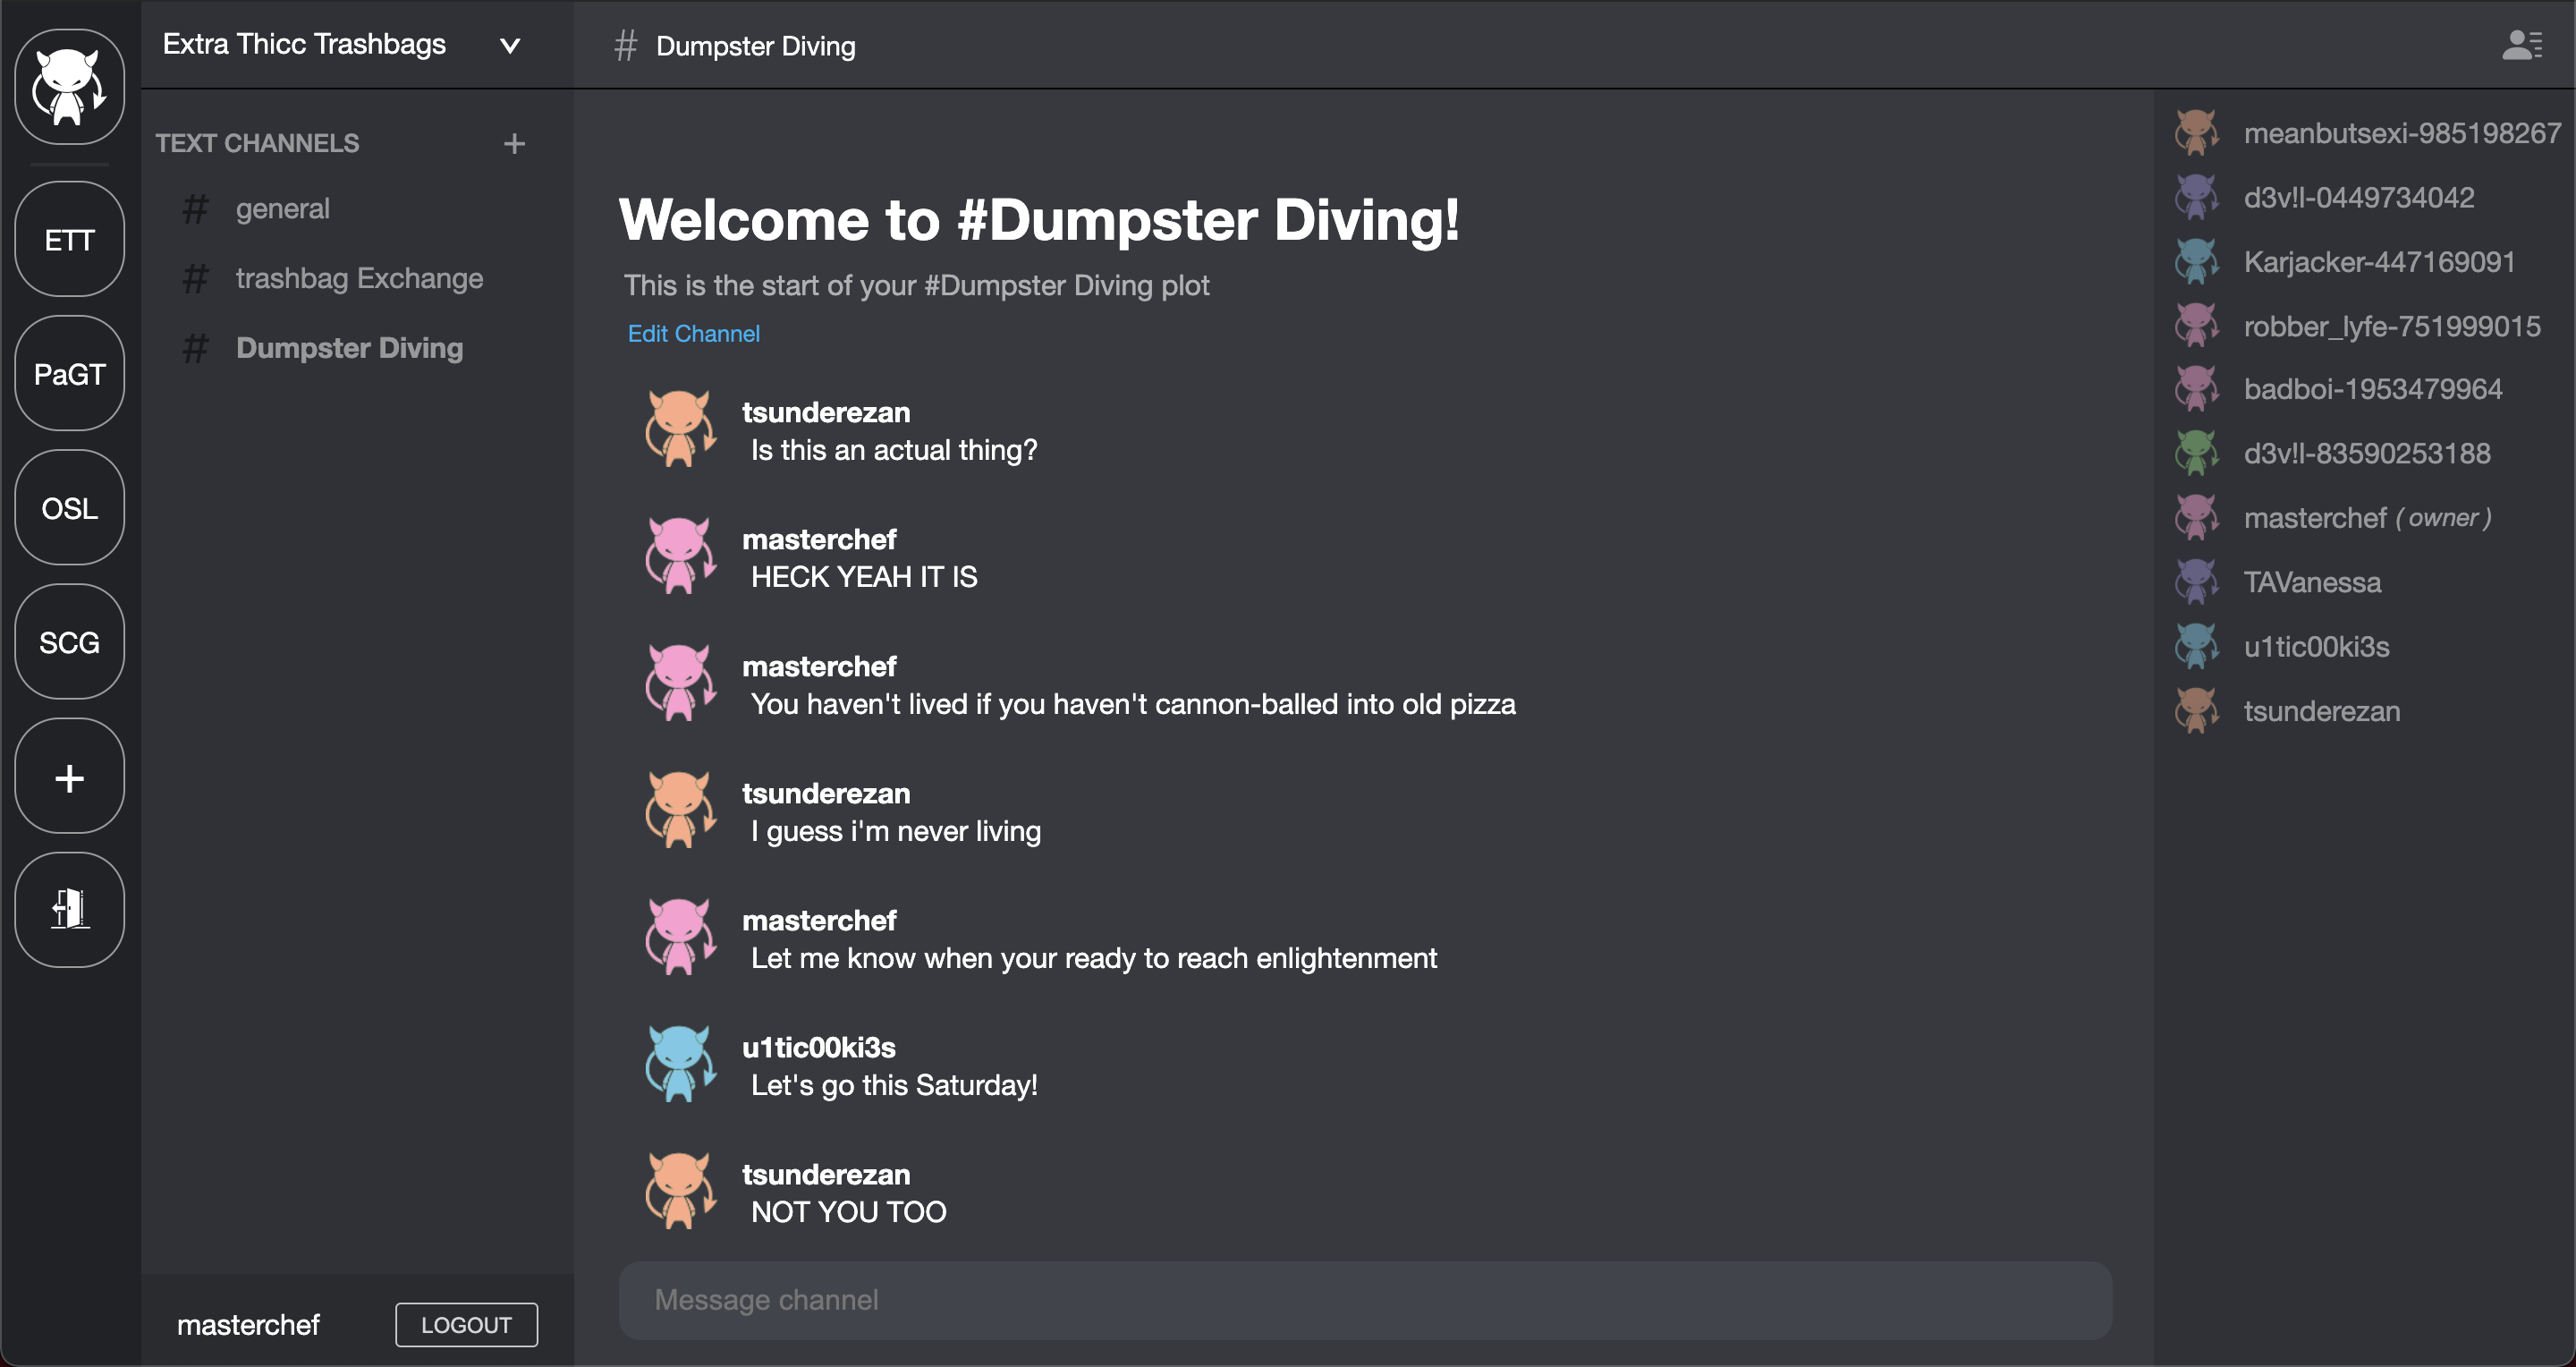 Extra Thicc Trashbags
ETT
PaGT
OSL
SCG
+
TEXT CHANNELS +
# general
# trashbag Exchange
# Dumpster Diving
masterchef
LOGOUT
# Dumpster Diving
Welcome to #Dumpster Diving!
This is the start of your #Dumpster Diving plot
Edit Channel
tsunderezan
Is this an actual thing?
masterchef
HECK YEAH IT IS
masterchef
You haven't lived if you haven't cannon-balled into old pizza
tsunderezan
I guess i'm never living
masterchef
Let me know when your ready to reach enlightenment
u1tic00ki3s
Let's go this Saturday!
tsunderezan
NOT YOU TOO
Message channel
meanbutsexi-985198267
d3v!l-0449734042
Karjacker-447169091
robber_lyfe-751999015
badboi-1953479964
d3v!l-83590253188
masterchef ( owner )
TAVanessa
u1tic00ki3s
tsunderezan